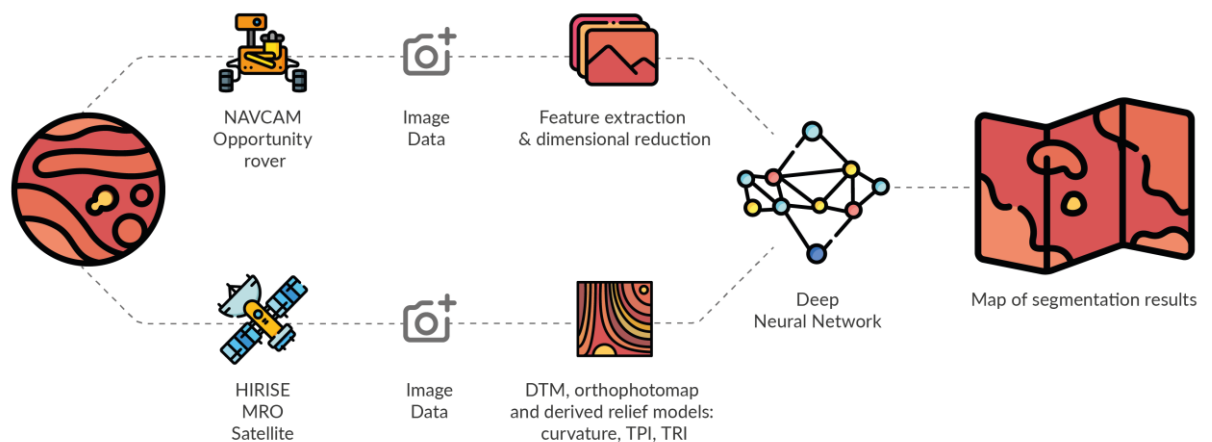 NAVCAM
Opportunity
rover
Image
Data
Feature extraction
& dimensional reduction
Deep
Neural Network
Map of segmentation results
HIRISE
MRO
Satellite
Image
Data
DTM, orthophotomap
and derived relief models:
curvature, TPI, TRI